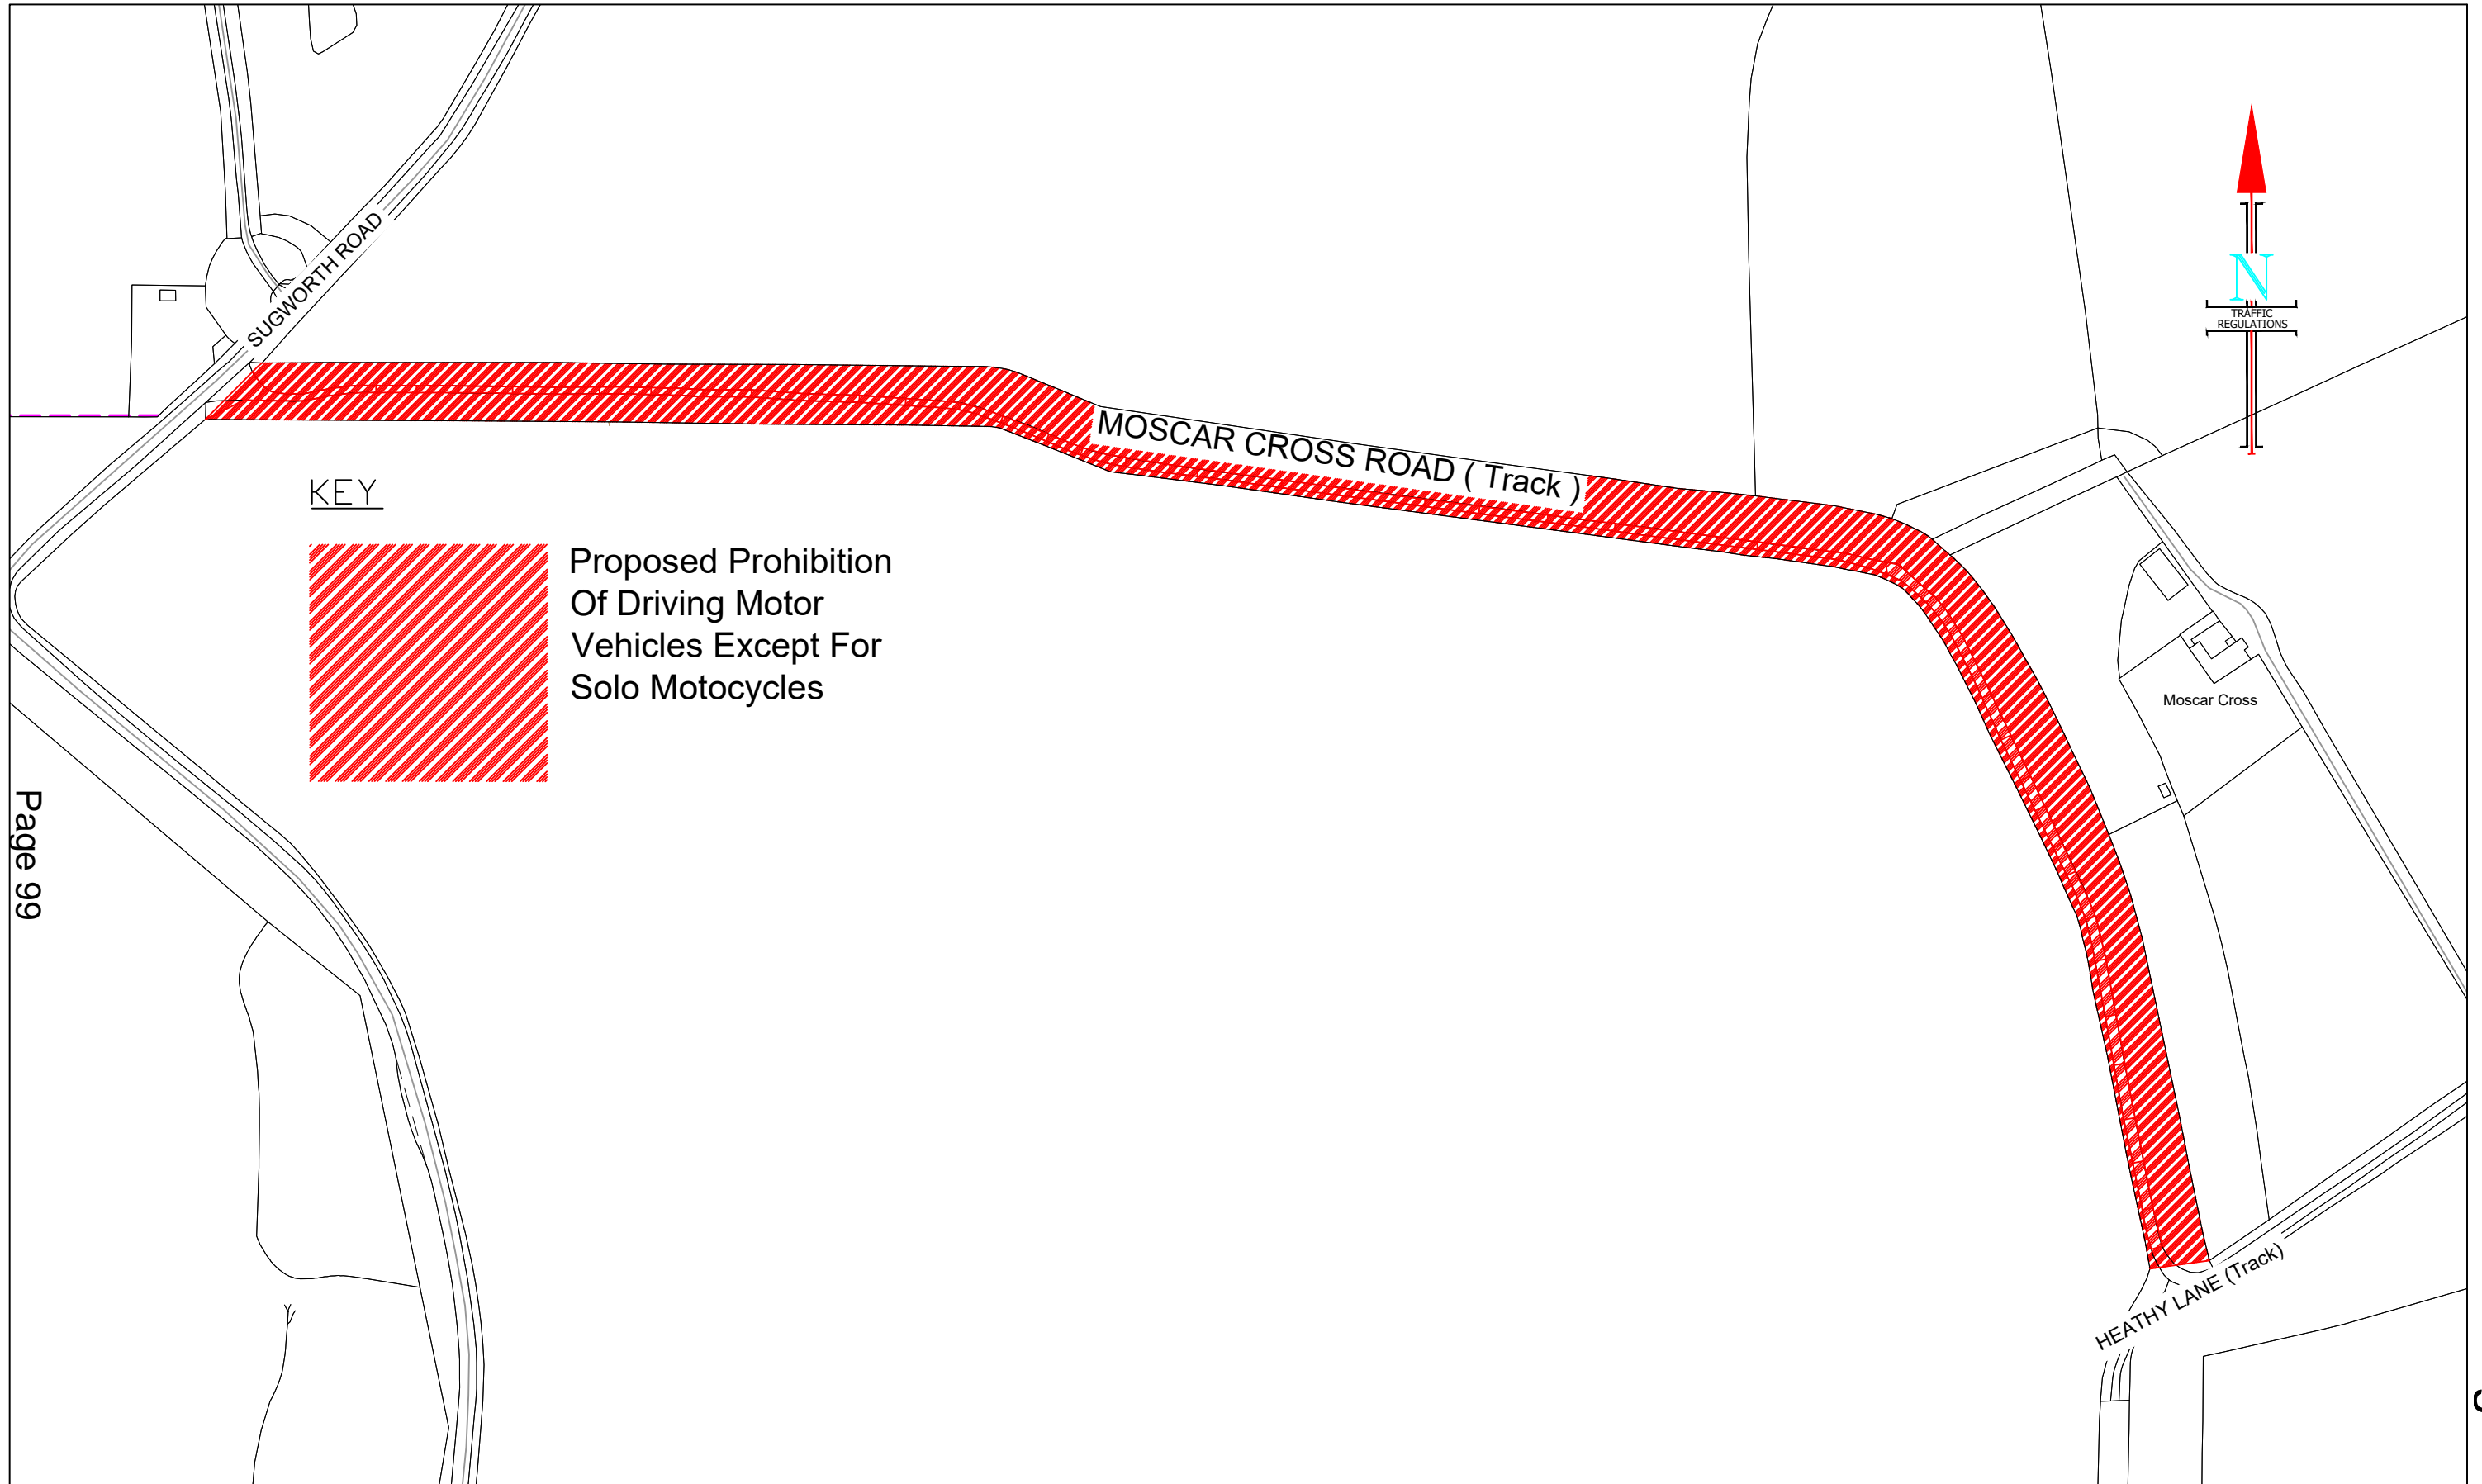 SUGWORTH ROAD
MOSCAR CROSS ROAD ( Track )
N
TRAFFIC
REGULATIONS
KEY
Proposed Prohibition
Of Driving Motor
Vehicles Except For
Solo Motocycles
Moscar Cross
HEATHY LANE (Track)
Page 99